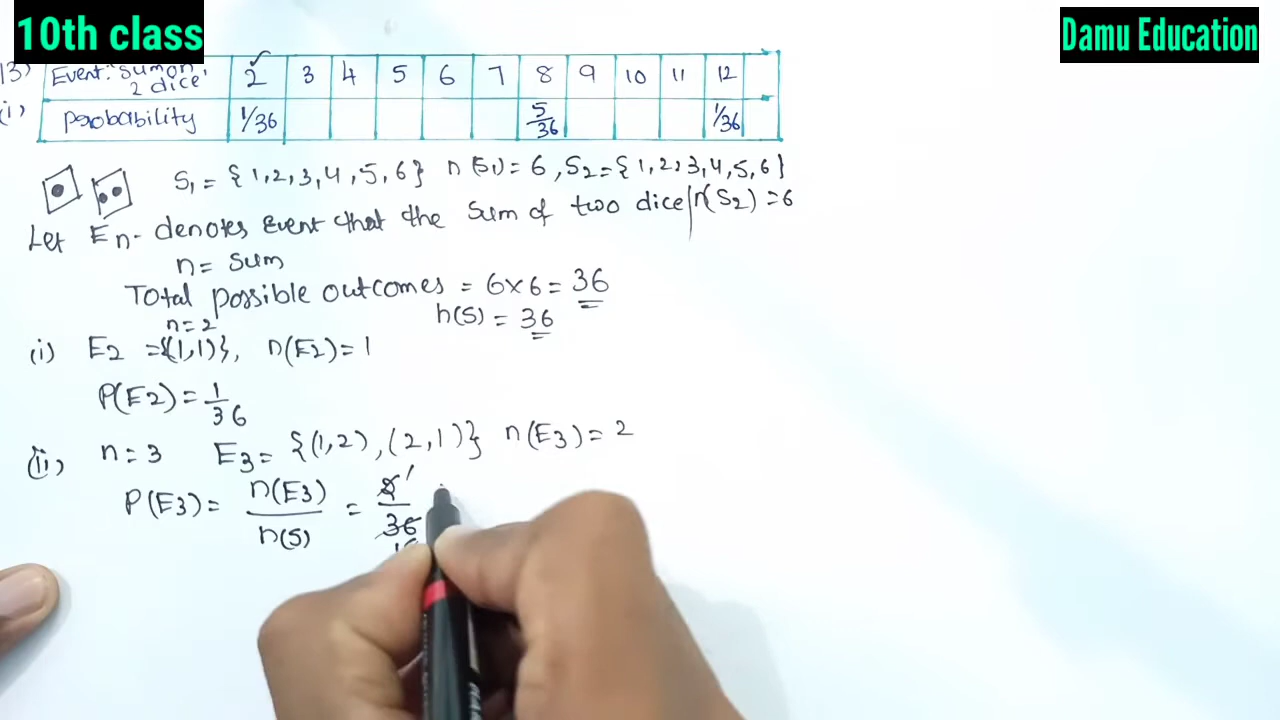 10th class
Damu Education
13) Event: "Sum on 2 dice" 2 3 4 5 6 7 8 9 10 11 12
(i) Probability 1/36 5/36 1/36
S1 = {1,2,3,4,5,6} n(S1) = 6, S2 = {1,2,3,4,5,6}
n(S2) = 6
Let En - denotes Event that the Sum of two dice
n = Sum
Total possible outcomes = 6×6 = 36
n(S) = 36
n=2
(i) E2 = {(1,1)}, n(E2) = 1
P(E2) = 1/36
(ii) n = 3 E3 = {(1,2), (2,1)} n(E3) = 2
P(E3) = n(E3)/n(S) = 2/36 1